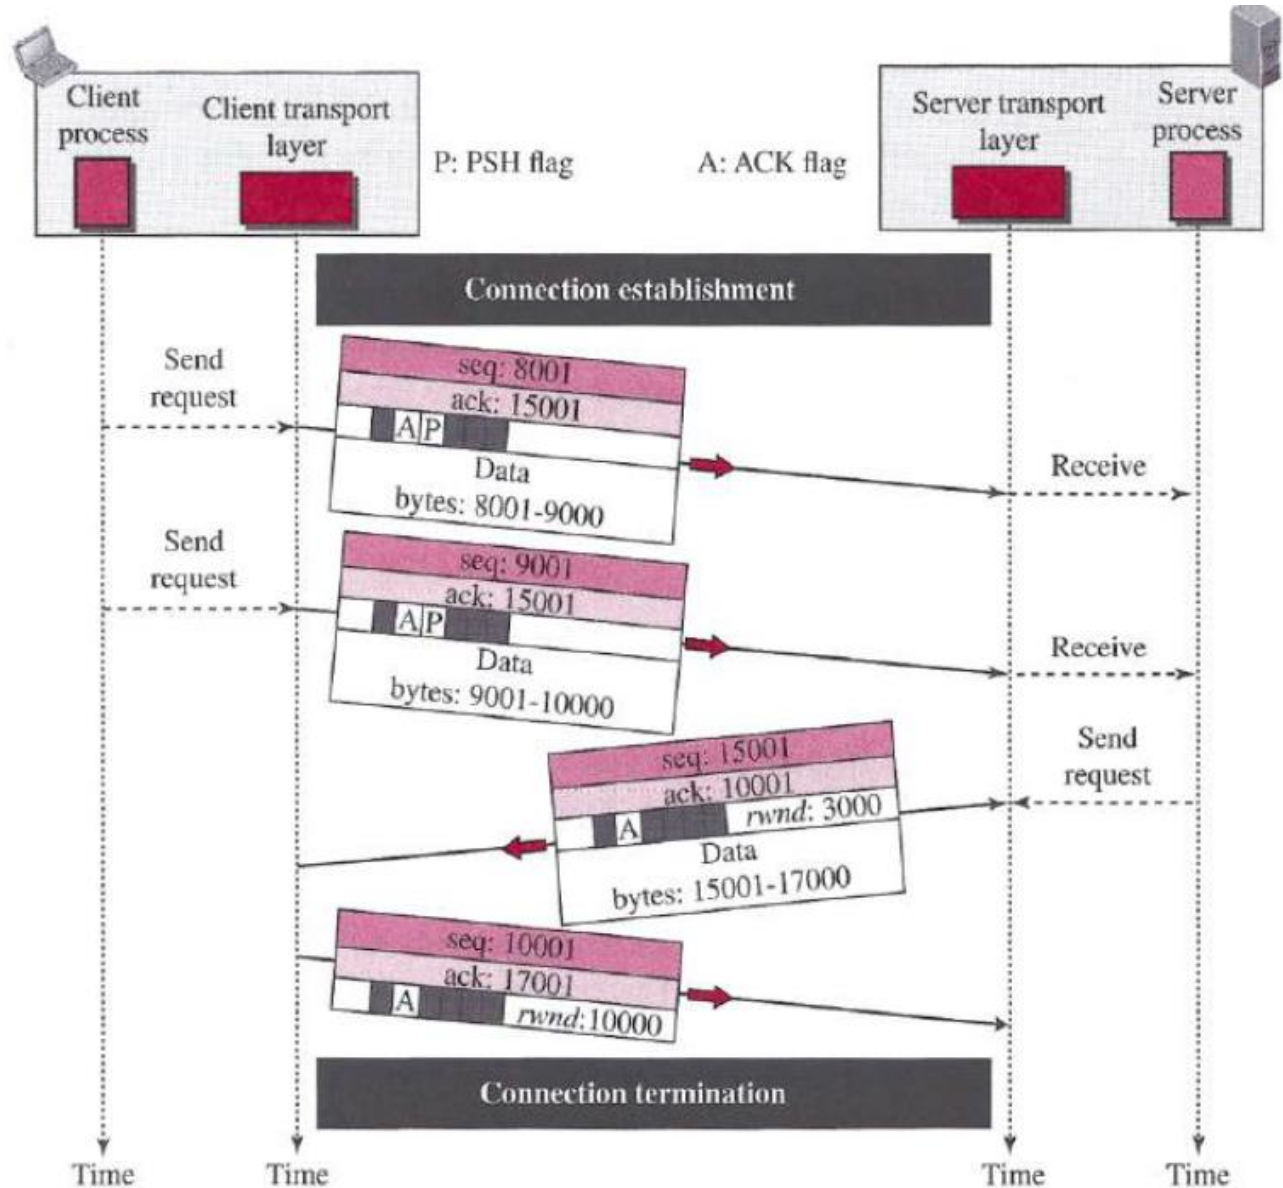 Client
process
Client transport
layer
P: PSH flag
A: ACK flag
Server transport
layer
Server
process
Connection establishment
Send
request
seq: 8001
ack: 15001
A P
Data
bytes: 8001-9000
Receive
Send
request
seq: 9001
ack: 15001
A P
Data
bytes: 9001-10000
Receive
Send
request
seq: 15001
ack: 10001
A rwnd: 3000
Data
bytes: 15001-17000
seq: 10001
ack: 17001
A rwnd:10000
Connection termination
Time
Time
Time
Time